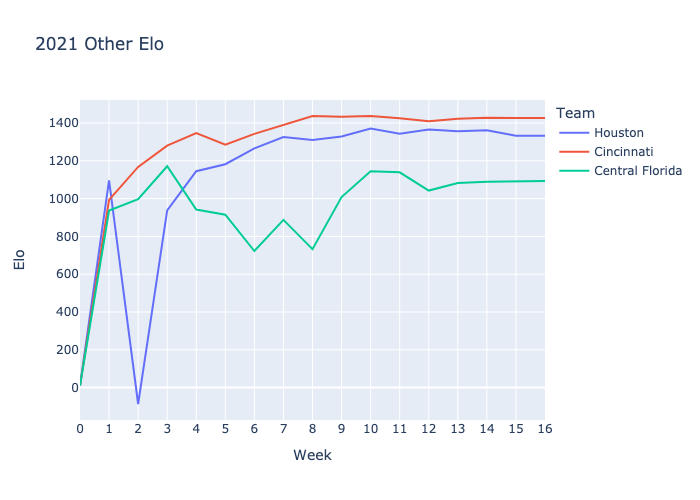 2021 Other Elo
Team
Houston
Cincinnati
Central Florida
Elo
1400
1200
1000
800
600
400
200
0
0 1 2 3 4 5 6 7 8 9 10 11 12 13 14 15 16
Week